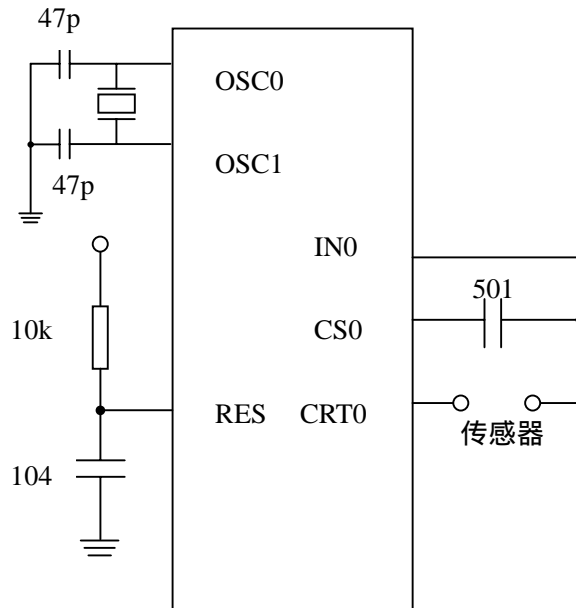 47p
OSC0
OSC1
47p
IN0
501
10k
CS0
RES CRT0
传感器
104